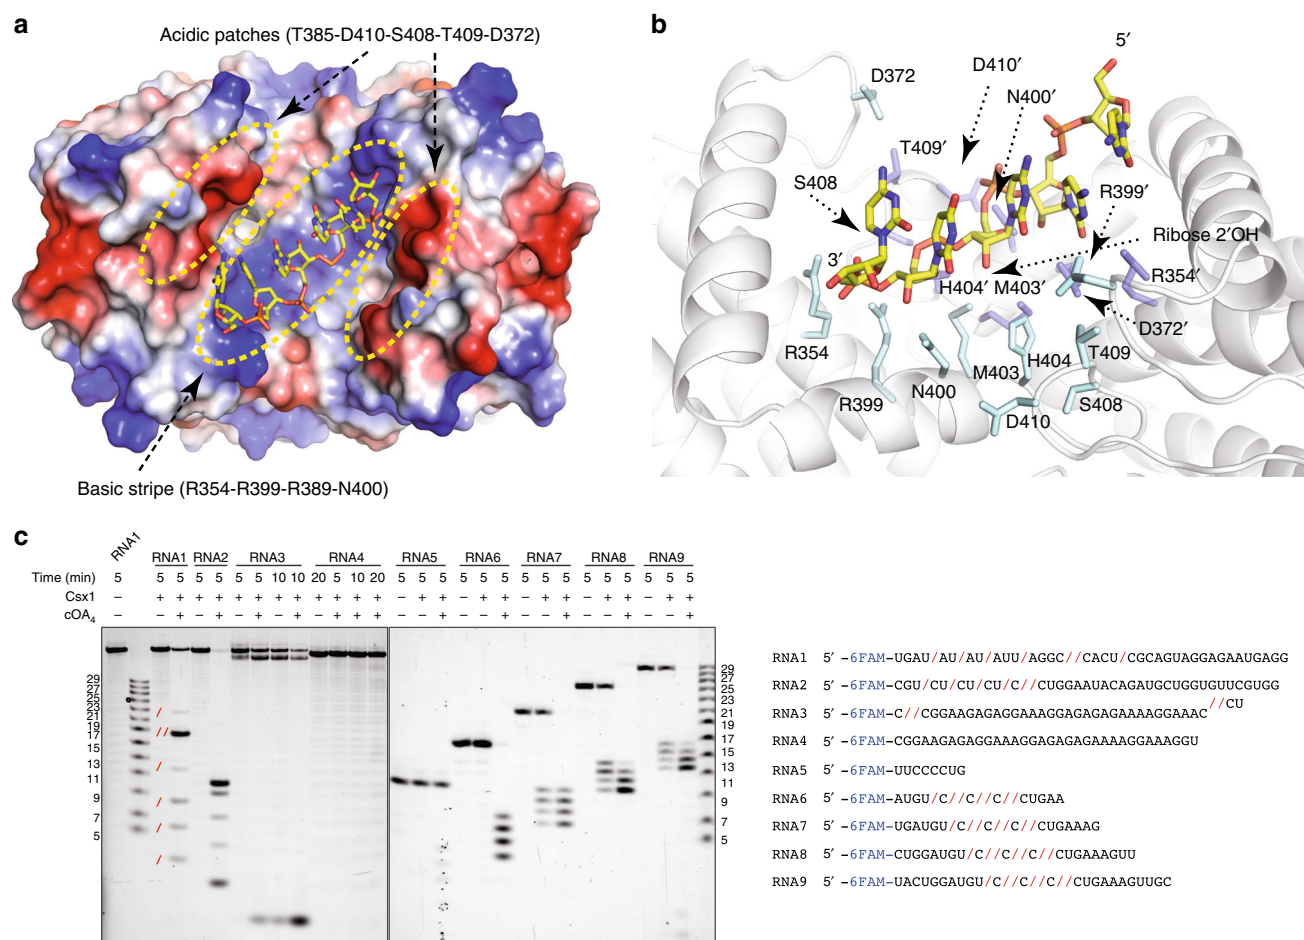 a
Acidic patches (T385-D410-S408-T409-D372)
Basic stripe (R354-R399-R389-N400)
b
5′
D410′
D372
N400′
T409′
S408
R399′
Ribose 2′OH
3′
H404′ M403′
R354′
D372′
R354
H404
T409
M403
R399
N400
S408
D410
c
RNA1
RNA1 RNA2 RNA3 RNA4 RNA5 RNA6 RNA7 RNA8 RNA9
Time (min) 5 5 5 5 5 5 5 10 10 20 5 10 20 5 5 5 5 5 5 5 5 5 5 5 5 5 5 5
Csx1 – + + + + + + + + + + + + – + + – + + – + + – + + – + +
cOA4 – – + – + – + – + – + + + – – + – – + – – + – – + – – +
29
27
25
23
21
19
17
15
13
11
9
7
5
/
//
/
/
/
/
29
27
25
23
21
19
17
15
13
11
9
7
5
RNA1 5′ –6FAM–UGAU/AU/AU/AUU/AGGC//CACU/CGCAGUAGGAGAAUGAGG
RNA2 5′ –6FAM–CGU/CU/CU/CU/C//CUGGAAUACAGAUGCUGGUGUUCGUGG
RNA3 5′ –6FAM–C//CGGAAGAGAGGAAAGGAGAGAGAAAAGGAAAC//CU
RNA4 5′ –6FAM–CGGAAGAGAGGAAAGGAGAGAGAAAAGGAAAGGU
RNA5 5′ –6FAM–UUCCCCUG
RNA6 5′ –6FAM–AUGU/C//C//C//CUGAA
RNA7 5′ –6FAM–UGAUGU/C//C//C//CUGAAAG
RNA8 5′ –6FAM–CUGGAUGU/C//C//C//CUGAAAGUU
RNA9 5′ –6FAM–UACUGGAUGU/C//C//C//CUGAAAGUUGC